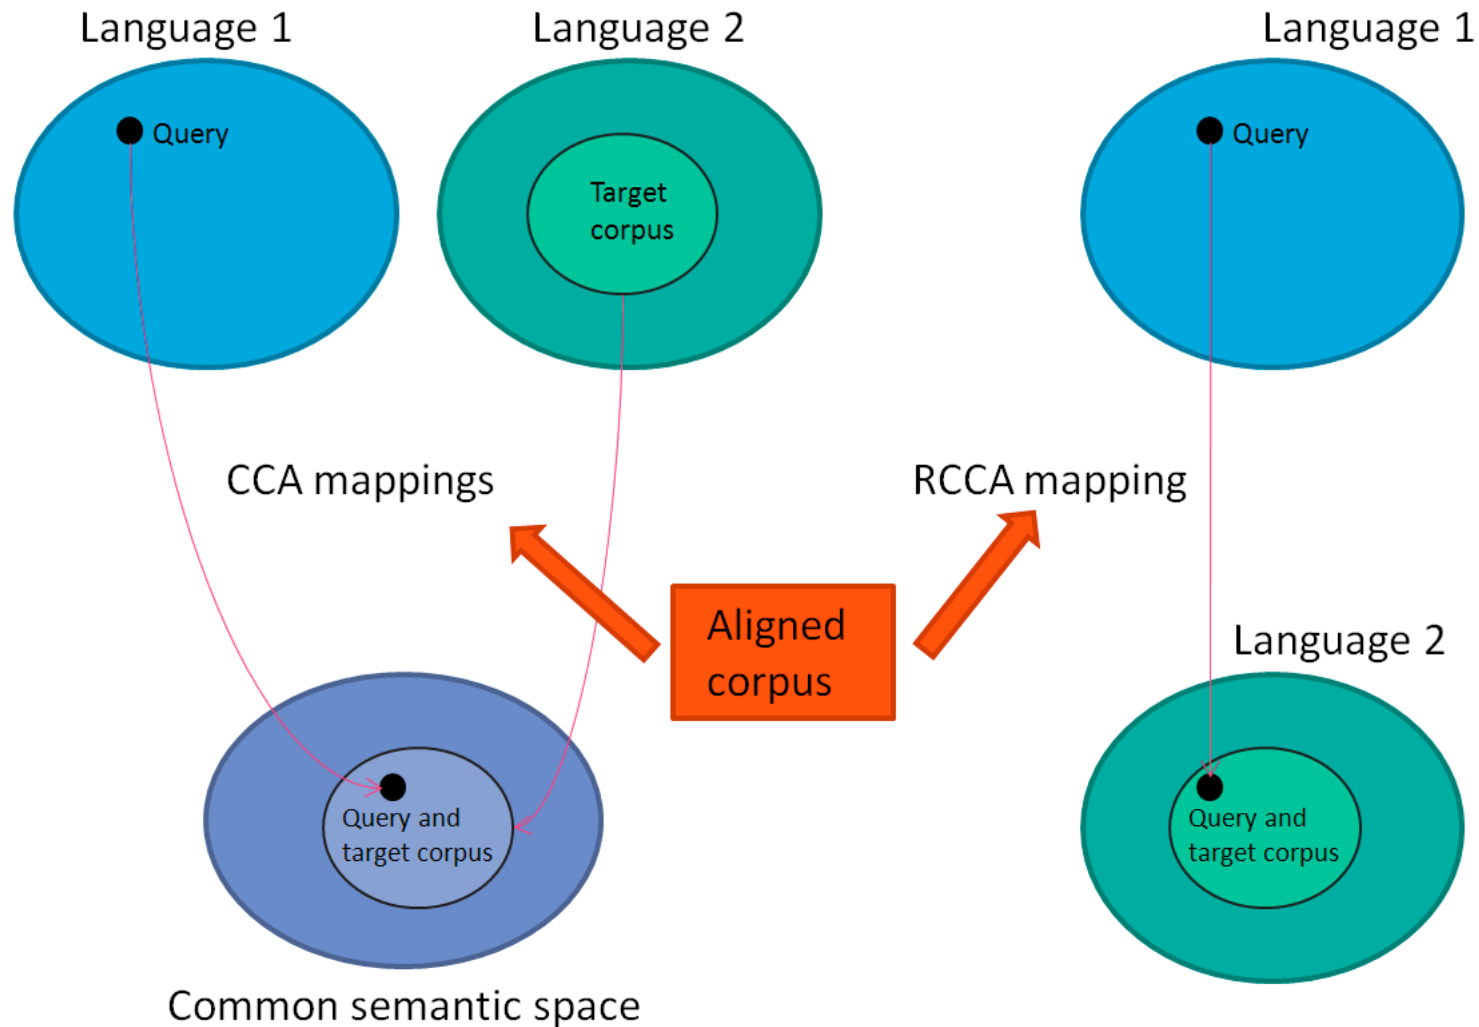 Language 1
Language 2
Language 1
Query
Target
corpus
Query
CCA mappings
RCCA mapping
Aligned
corpus
Language 2
Query and
target corpus
Query and
target corpus
Common semantic space